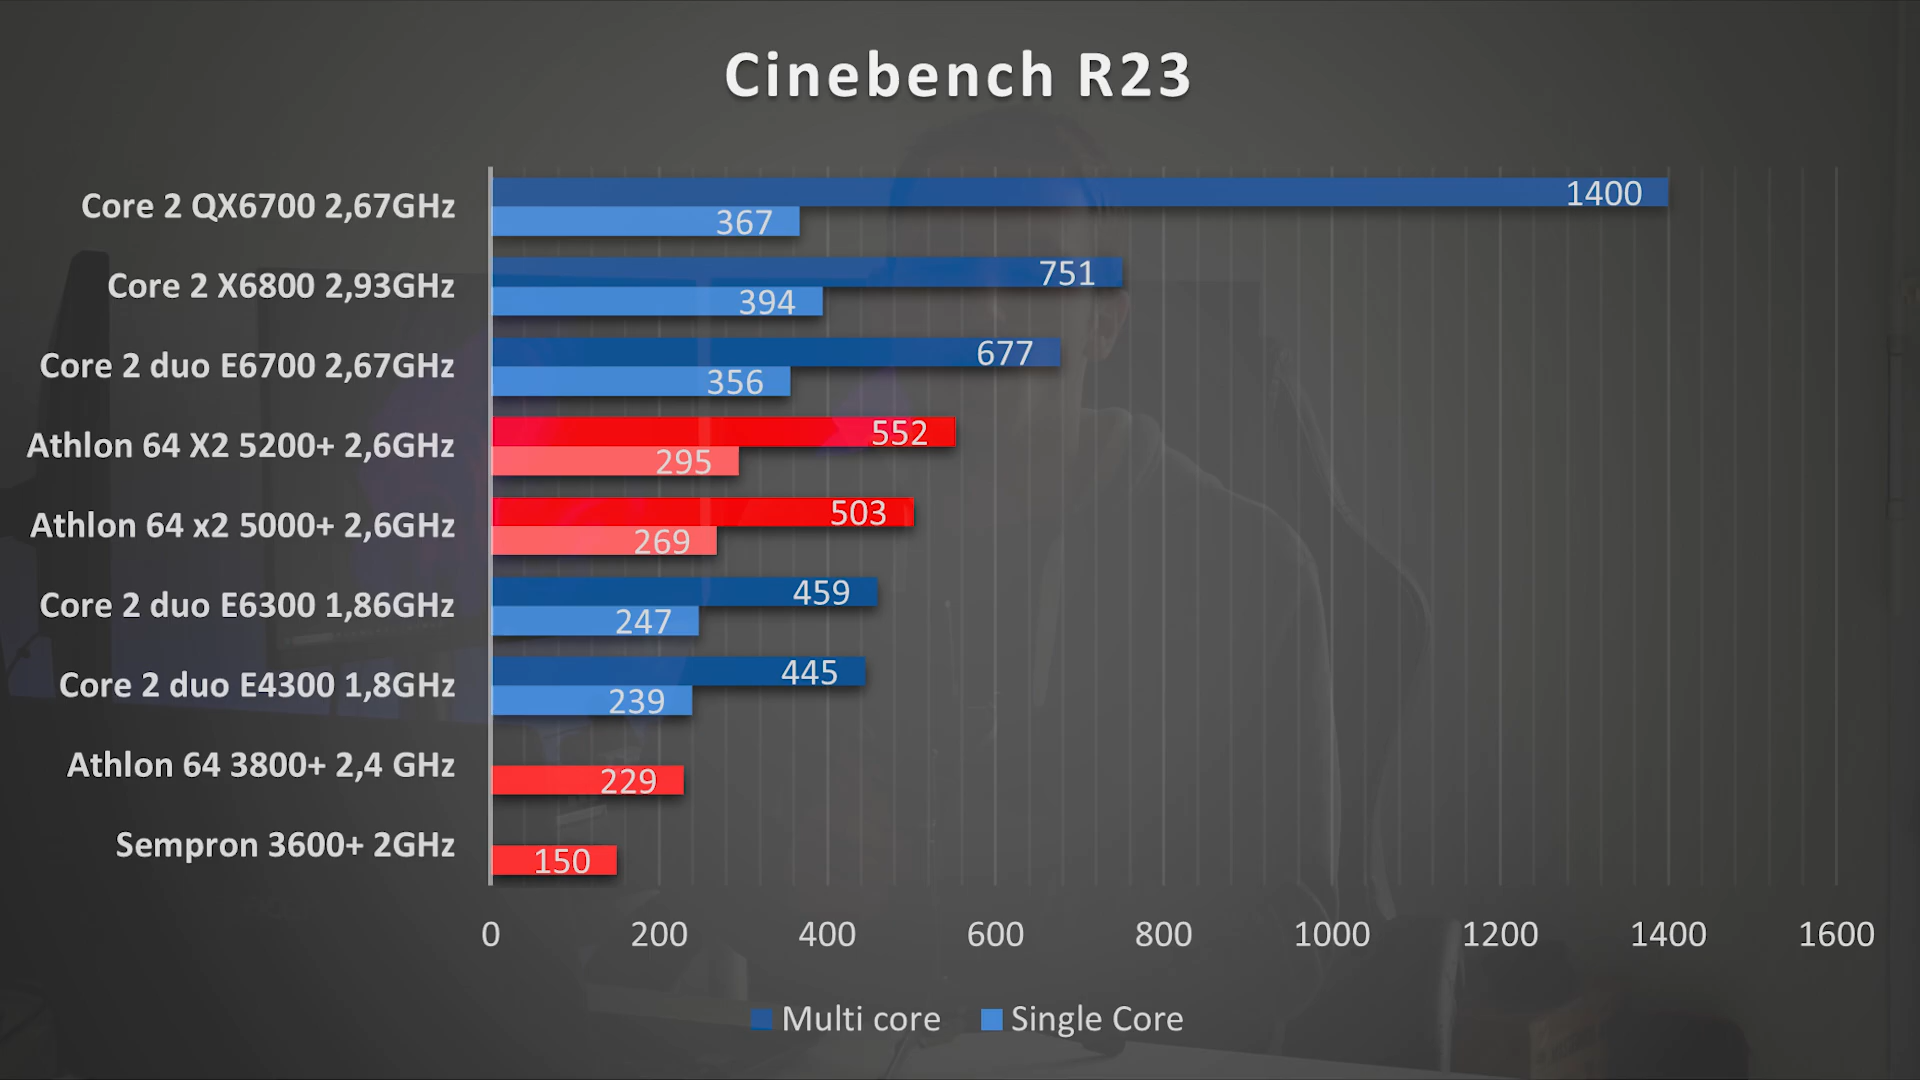 Cinebench R23
Core 2 QX6700 2,67GHz
1400
367
Core 2 X6800 2,93GHz
751
394
Core 2 duo E6700 2,67GHz
677
356
Athlon 64 X2 5200+ 2,6GHz
552
295
Athlon 64 x2 5000+ 2,6GHz
503
269
Core 2 duo E6300 1,86GHz
459
247
Core 2 duo E4300 1,8GHz
445
239
Athlon 64 3800+ 2,4 GHz
229
Sempron 3600+ 2GHz
150
0 200 400 600 800 1000 1200 1400 1600
Multi core Single Core